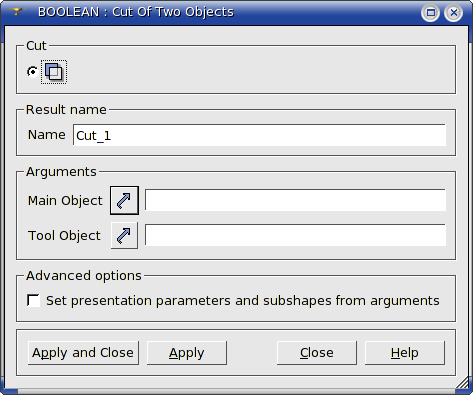 BOOLEAN : Cut Of Two Objects
Cut
Result name
Name Cut_1
Arguments
Main Object
Tool Object
Advanced options
Set presentation parameters and subshapes from arguments
Apply and Close Apply Close Help